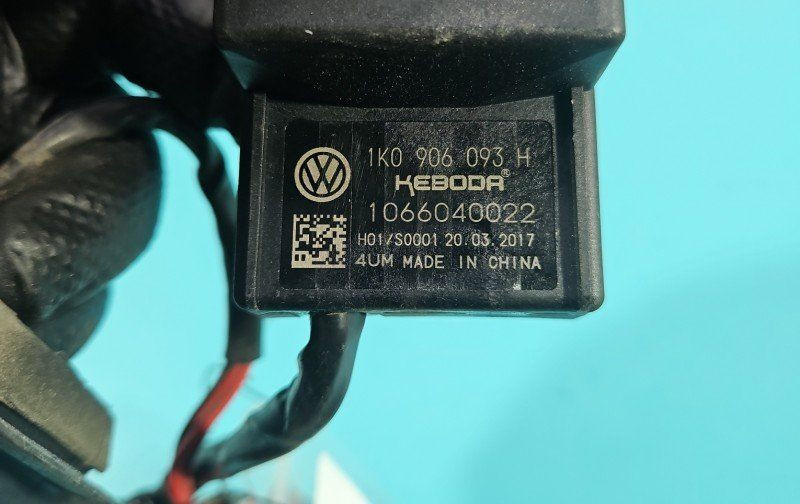 1K0 906 093 H
KEBODA®
1066040022
H01/S0001 20.03.2017
4UM MADE IN CHINA